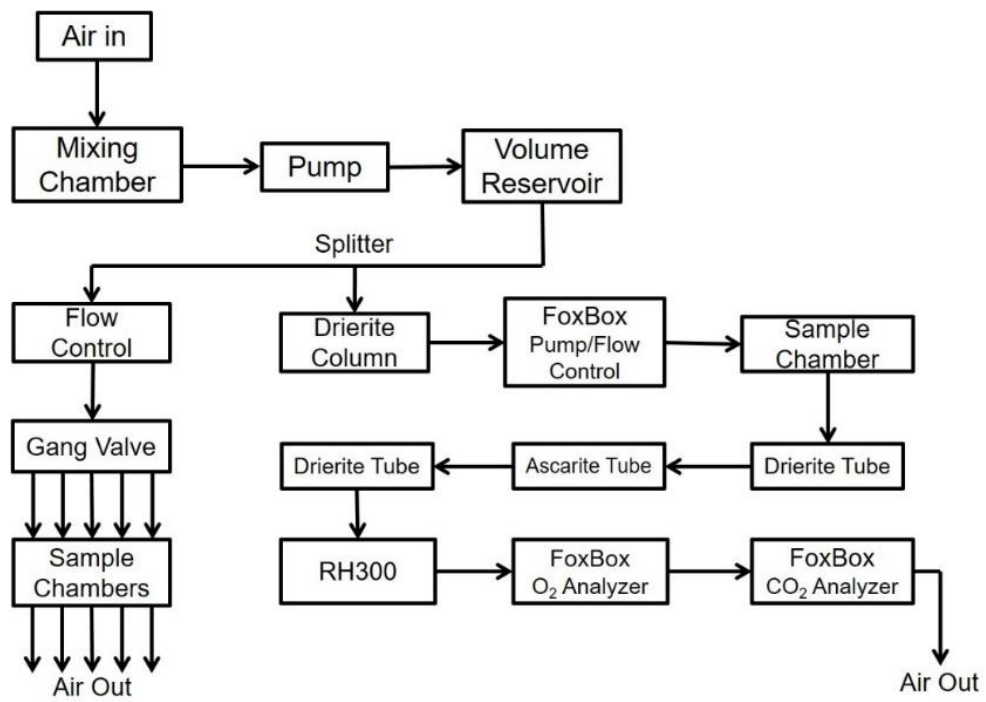 Air in
Mixing
Chamber
Pump
Volume
Reservoir
Splitter
Flow
Control
Drierite
Column
FoxBox
Pump/Flow
Control
Sample
Chamber
Gang Valve
Drierite Tube
Ascarite Tube
Drierite Tube
Sample
Chambers
RH300
FoxBox
O₂ Analyzer
FoxBox
CO₂ Analyzer
Air Out
Air Out